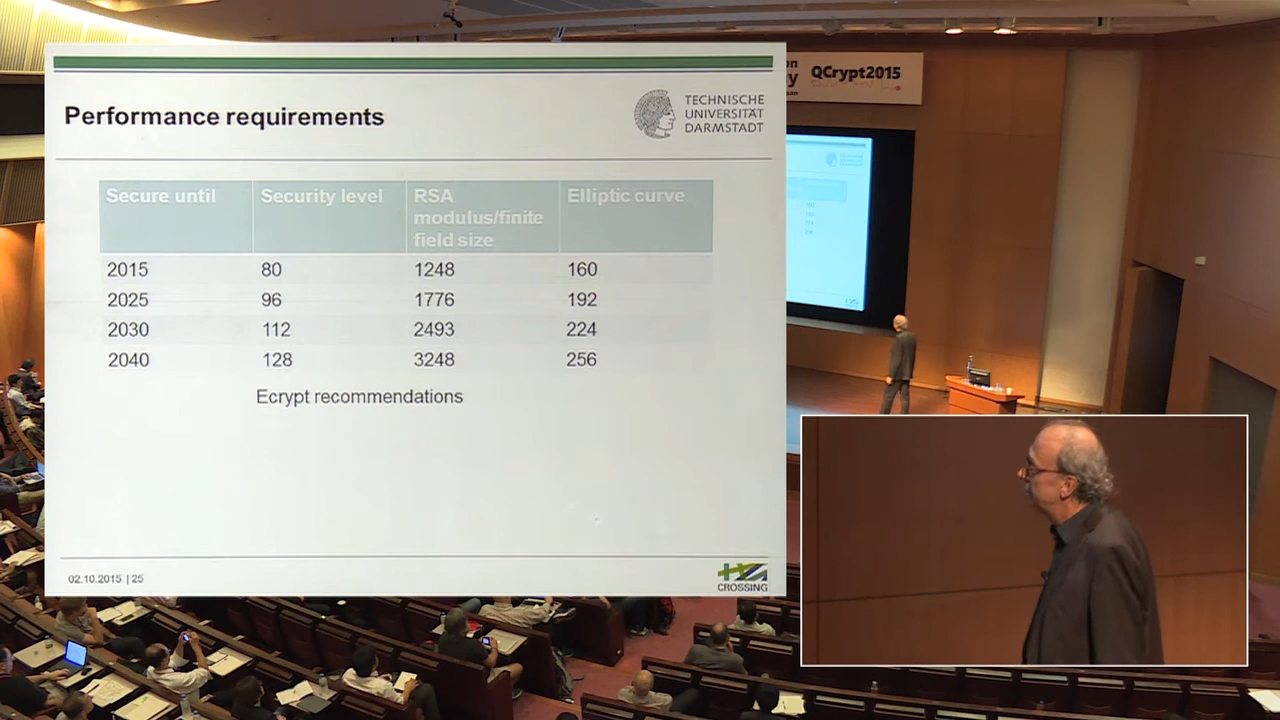 Performance requirements
TECHNISCHE
UNIVERSITÄT
DARMSTADT
Secure until Security level RSA modulus/finite field size Elliptic curve
2015 80 1248 160
2025 96 1776 192
2030 112 2493 224
2040 128 3248 256
Ecrypt recommendations
02.10.2015 | 25
CROSSING
QCrypt2015